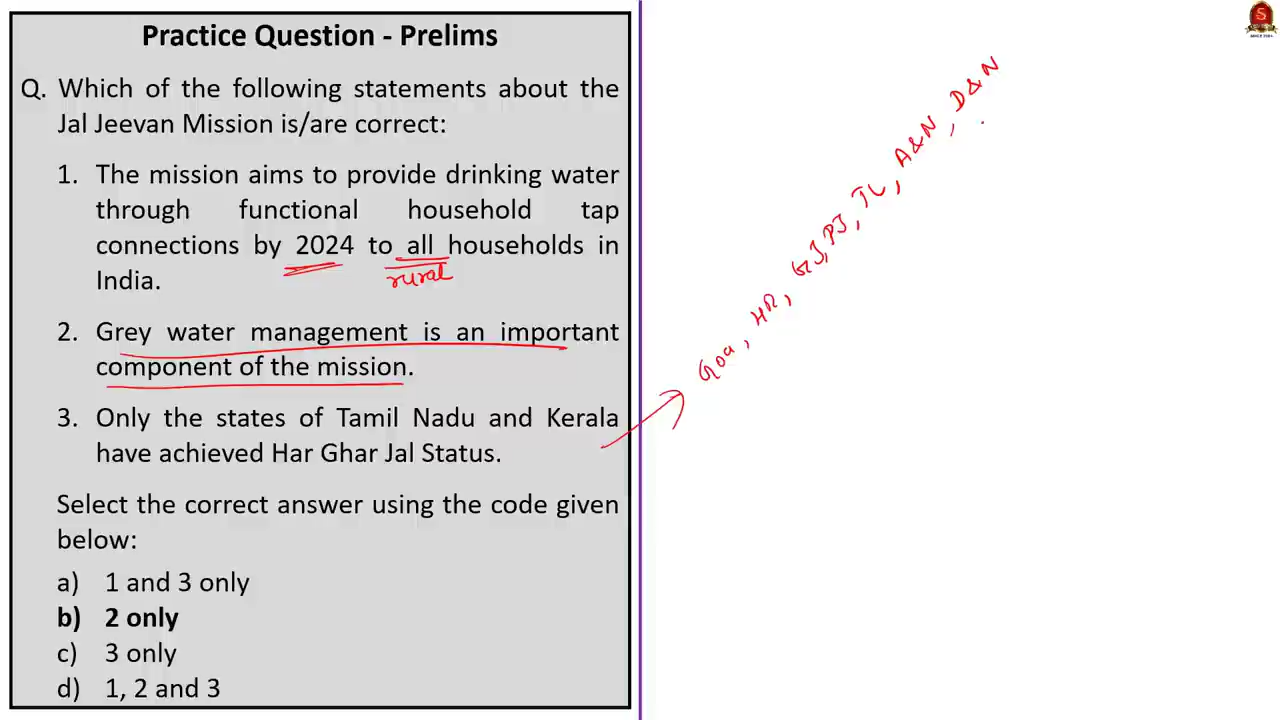 Practice Question - Prelims
Q. Which of the following statements about the
Jal Jeevan Mission is/are correct:
1. The mission aims to provide drinking water
through functional household tap
connections by 2024 to all households in
rural
India.
2. Grey water management is an important
component of the mission.
3. Only the states of Tamil Nadu and Kerala
have achieved Har Ghar Jal Status.
Select the correct answer using the code given
below:
a) 1 and 3 only
b) 2 only
c) 3 only
d) 1, 2 and 3
Goa, HR, GJ, PJ, TL, A&N, D&N
S
SINCE 2004